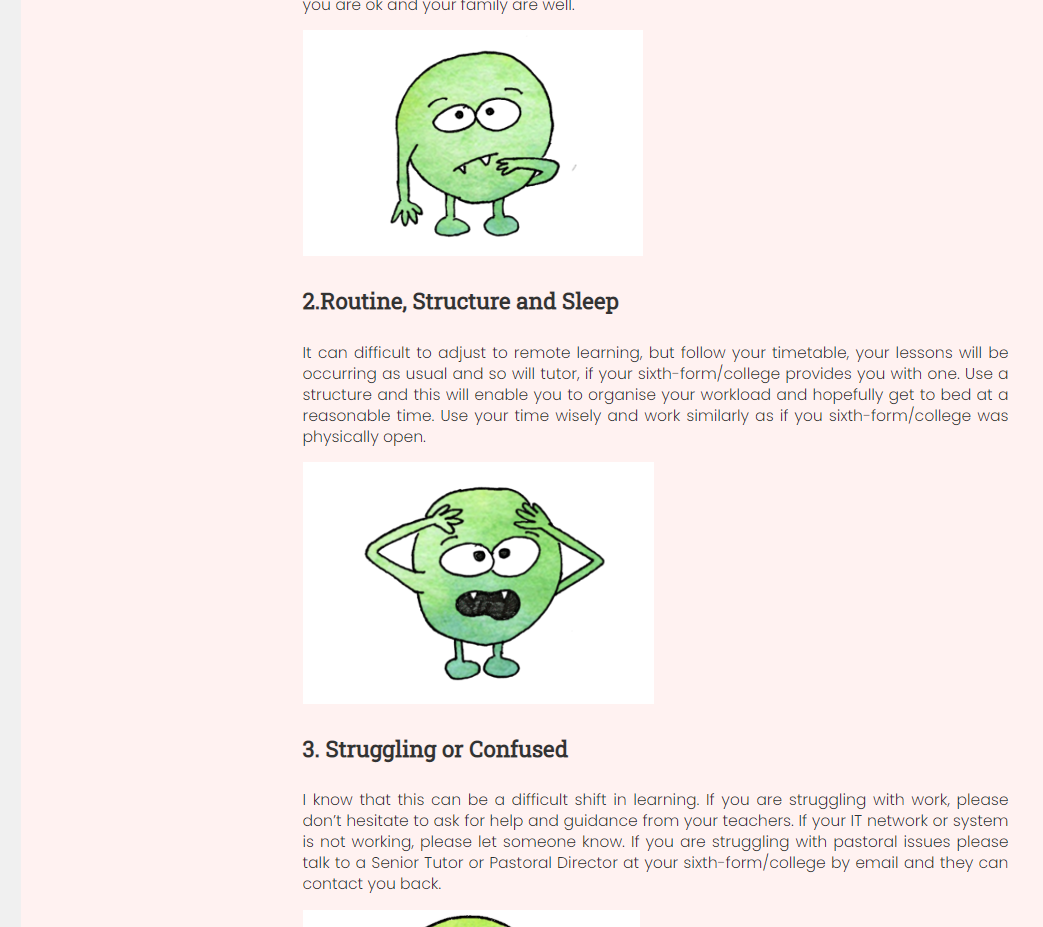 you are ok and your family are well.
2.Routine, Structure and Sleep
It can difficult to adjust to remote learning, but follow your timetable, your lessons will be
occurring as usual and so will tutor, if your sixth-form/college provides you with one. Use a
structure and this will enable you to organise your workload and hopefully get to bed at a
reasonable time. Use your time wisely and work similarly as if you sixth-form/college was
physically open.
3. Struggling or Confused
I know that this can be a difficult shift in learning. If you are struggling with work, please
don’t hesitate to ask for help and guidance from your teachers. If your IT network or system
is not working, please let someone know. If you are struggling with pastoral issues please
talk to a Senior Tutor or Pastoral Director at your sixth-form/college by email and they can
contact you back.